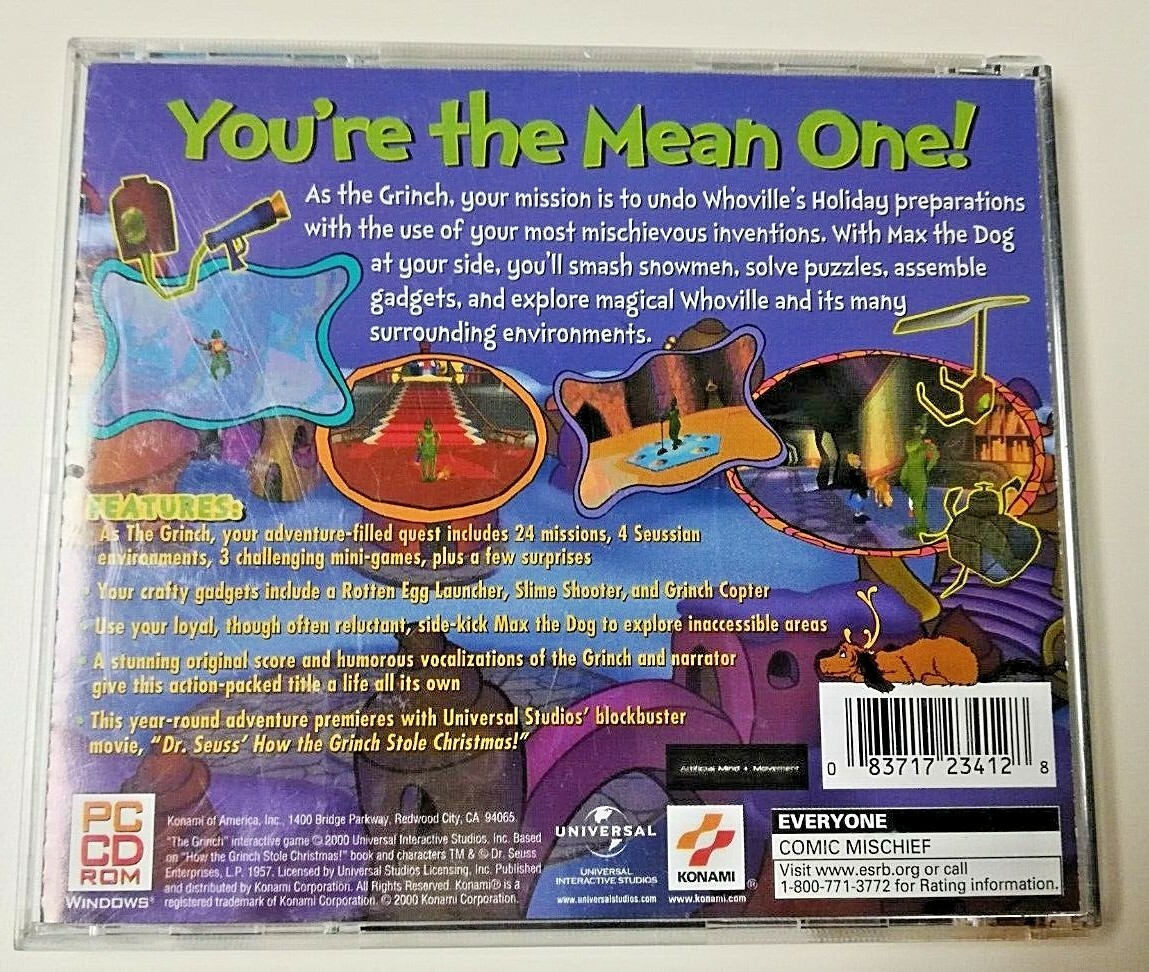 You're the Mean One!
As the Grinch, your mission is to undo Whoville's Holiday preparations
with the use of your most mischievous inventions. With Max the Dog
at your side, you'll smash snowmen, solve puzzles, assemble
gadgets, and explore magical Whoville and its many
surrounding environments.
FEATURES:
As The Grinch, your adventure-filled quest includes 24 missions, 4 Seussian
environments, 3 challenging mini-games, plus a few surprises
• Your crafty gadgets include a Rotten Egg Launcher, Slime Shooter, and Grinch Copter
• Use your loyal, though often reluctant, side-kick Max the Dog to explore inaccessible areas
• A stunning original score and humorous vocalizations of the Grinch and narrator
give this action-packed title a life all its own
• This year-round adventure premieres with Universal Studios' blockbuster
movie, "Dr. Seuss' How the Grinch Stole Christmas!"
Artificial Mind + Movement
0 83717 23412 8
PC
CD
ROM
WINDOWS®
Konami of America, Inc., 1400 Bridge Parkway, Redwood City, CA 94065.
"The Grinch" interactive game © 2000 Universal Interactive Studios, Inc. Based
on "How the Grinch Stole Christmas!" book and characters TM & © Dr. Seuss
Enterprises, L.P. 1957. Licensed by Universal Studios Licensing, Inc. Published
and distributed by Konami Corporation. All Rights Reserved. Konami® is a
registered trademark of Konami Corporation. © 2000 Konami Corporation.
UNIVERSAL
UNIVERSAL
INTERACTIVE STUDIOS
www.universalstudios.com
KONAMI®
www.konami.com
EVERYONE
COMIC MISCHIEF
Visit www.esrb.org or call
1-800-771-3772 for Rating information.